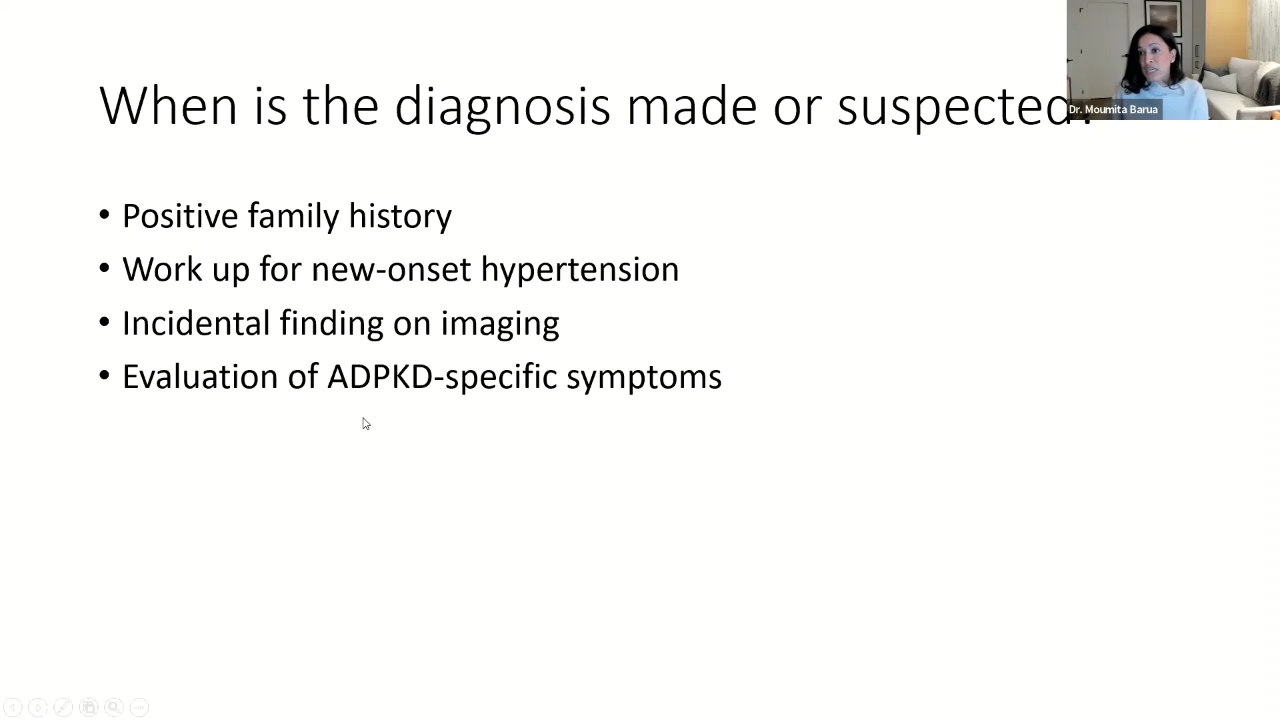 When is the diagnosis made or suspected?
Dr. Moumita Barua
• Positive family history
• Work up for new-onset hypertension
• Incidental finding on imaging
• Evaluation of ADPKD-specific symptoms